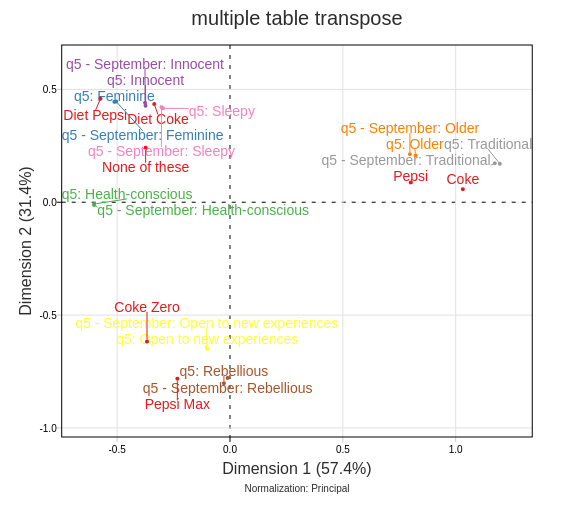 multiple table transpose
q5 - September: Innocent
q5: Innocent
q5: Feminine
Diet Pepsi
Diet Coke
q5: Sleepy
q5 - September: Feminine
q5 - September: Sleepy
None of these
q5 - September: Older
q5: Older
q5: Traditional
q5 - September: Traditional
Pepsi
Coke
q5: Health-conscious
q5 - September: Health-conscious
Coke Zero
q5 - September: Open to new experiences
q5: Open to new experiences
q5: Rebellious
q5 - September: Rebellious
Pepsi Max
0.5
0.0
-0.5
-1.0
Dimension 2 (31.4%)
-0.5
0.0
0.5
1.0
Dimension 1 (57.4%)
Normalization: Principal